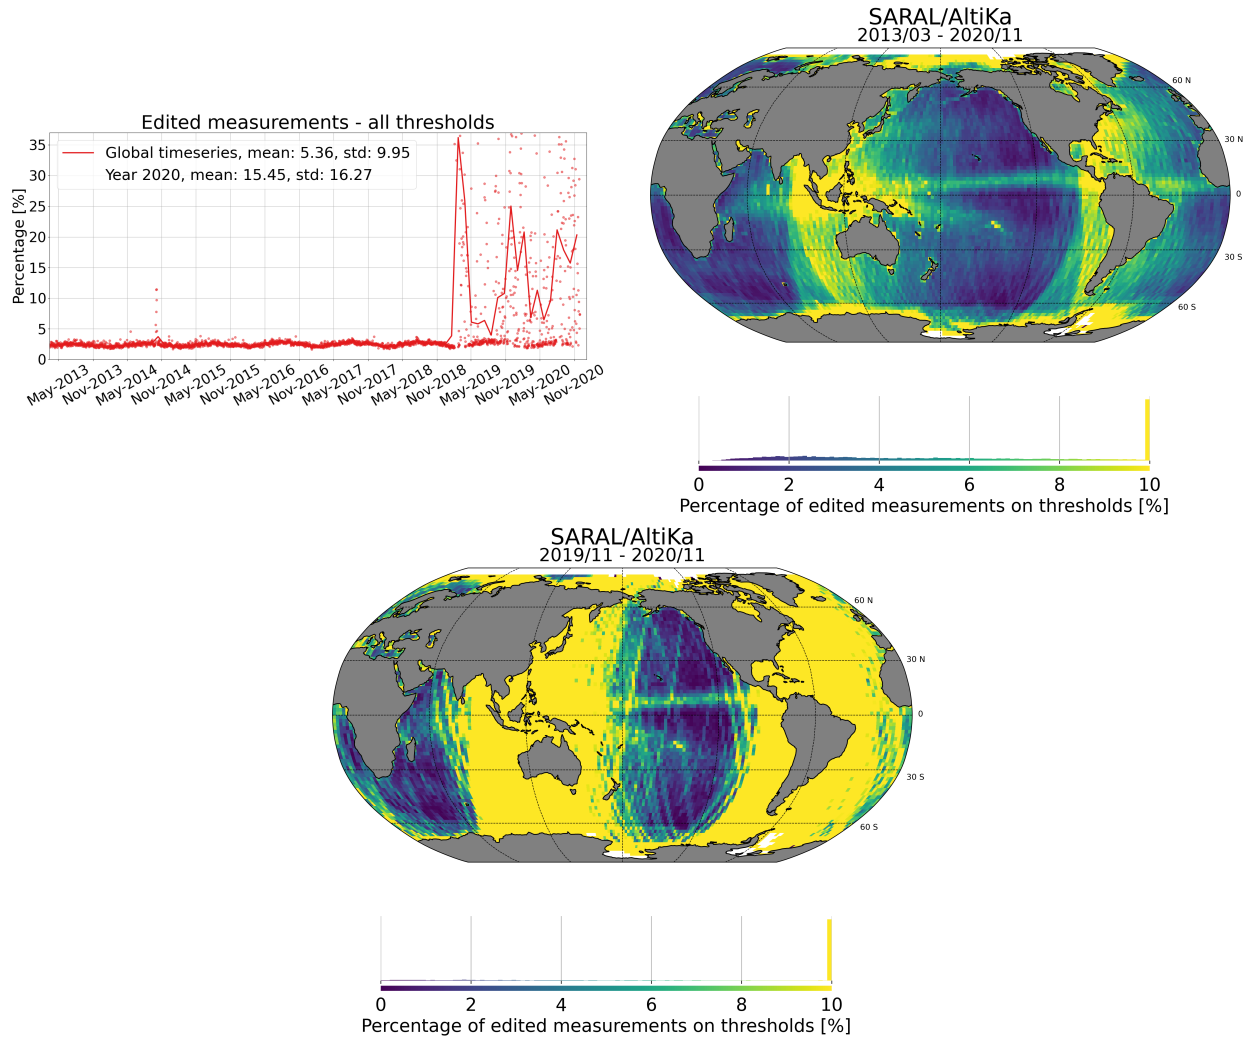 Edited measurements - all thresholds
Percentage [%]
35
30
25
20
15
10
5
0
Global timeseries, mean: 5.36, std: 9.95
Year 2020, mean: 15.45, std: 16.27
May-2013
Nov-2013
May-2014
Nov-2014
May-2015
Nov-2015
May-2016
Nov-2016
May-2017
Nov-2017
May-2018
Nov-2018
May-2019
Nov-2019
May-2020
Nov-2020
SARAL/AltiKa
2013/03 - 2020/11
60 N
30 N
0
30 S
60 S
0 2 4 6 8 10
Percentage of edited measurements on thresholds [%]
SARAL/AltiKa
2019/11 - 2020/11
60 N
30 N
0
30 S
60 S
0 2 4 6 8 10
Percentage of edited measurements on thresholds [%]